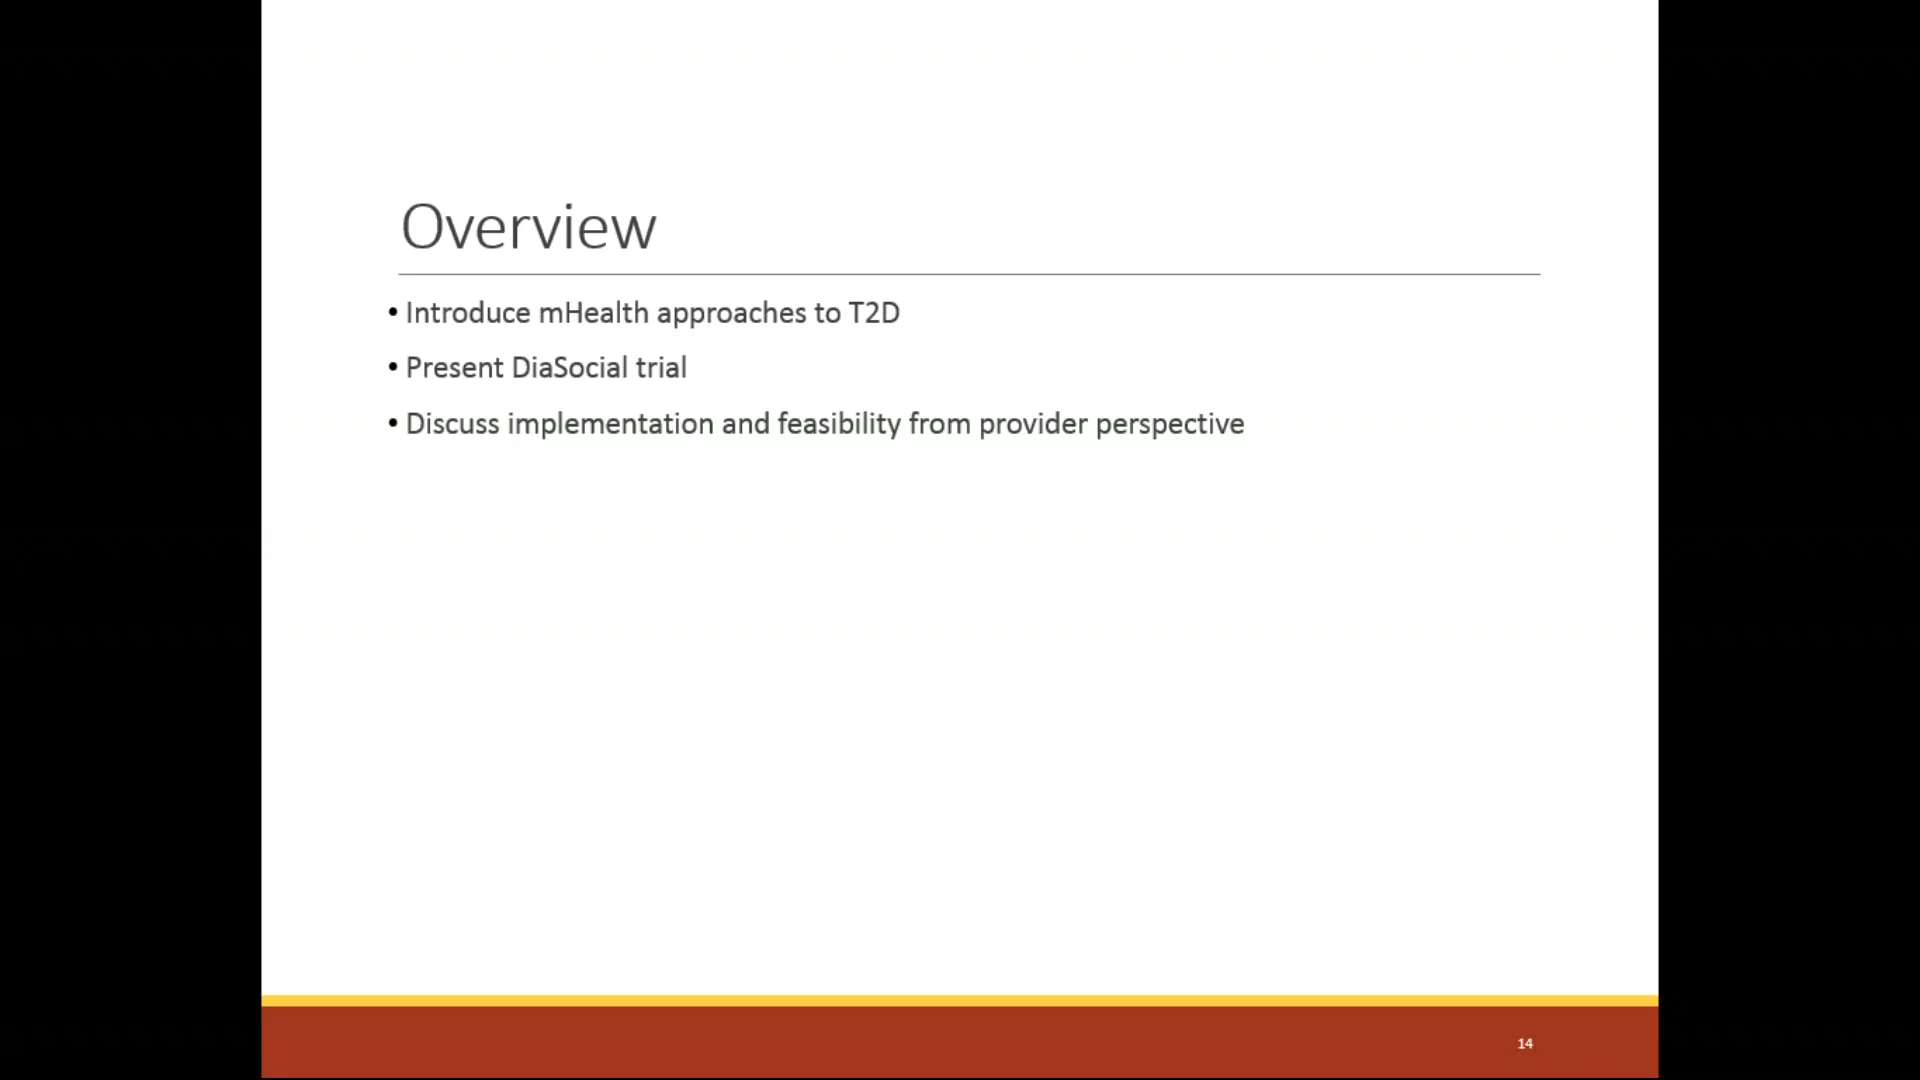 Overview
• Introduce mHealth approaches to T2D
• Present DiaSocial trial
• Discuss implementation and feasibility from provider perspective
14